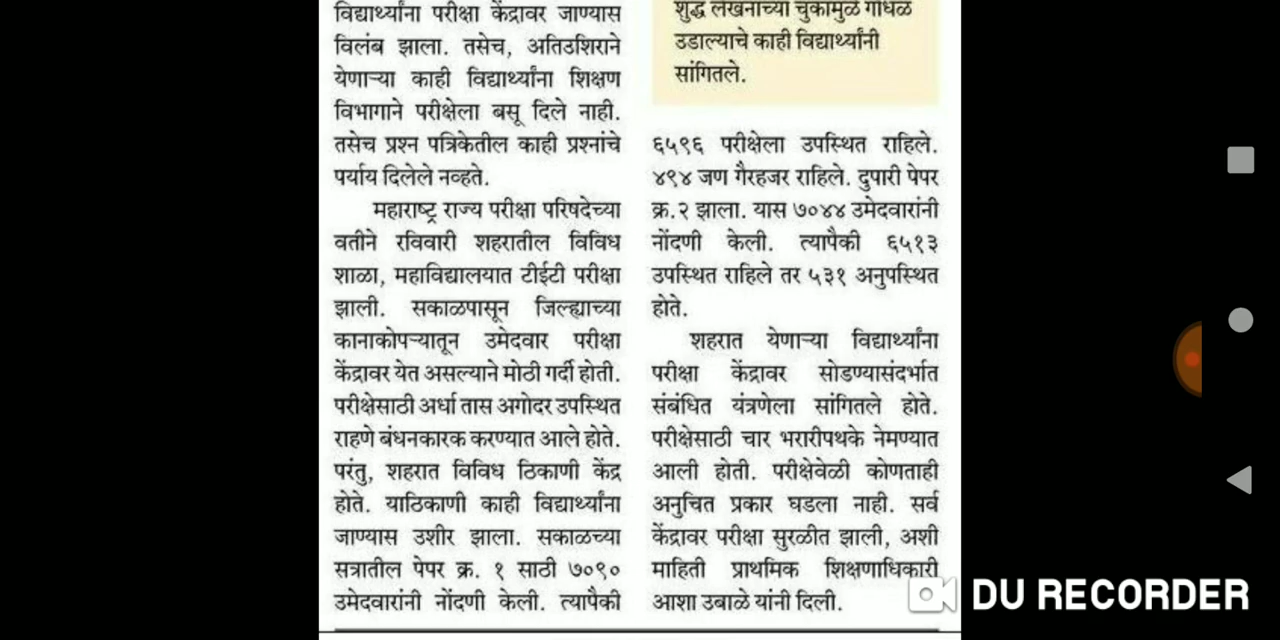 विद्यार्थ्यांना परीक्षा केंद्रावर जाण्यास
विलंब झाला. तसेच, अतिउशिराने
येणाऱ्या काही विद्यार्थ्यांना शिक्षण
विभागाने परीक्षेला बसू दिले नाही.
तसेच प्रश्न पत्रिकेतील काही प्रश्नांचे
पर्याय दिलेले नव्हते.
महाराष्ट्र राज्य परीक्षा परिषदेच्या
वतीने रविवारी शहरातील विविध
शाळा, महाविद्यालयात टीईटी परीक्षा
झाली. सकाळपासून जिल्ह्याच्या
कानाकोपऱ्यातून उमेदवार परीक्षा
केंद्रावर येत असल्याने मोठी गर्दी होती.
परीक्षेसाठी अर्धा तास अगोदर उपस्थित
राहणे बंधनकारक करण्यात आले होते.
परंतु, शहरात विविध ठिकाणी केंद्र
होते. याठिकाणी काही विद्यार्थ्यांना
जाण्यास उशीर झाला. सकाळच्या
सत्रातील पेपर क्र. १ साठी ७०९०
उमेदवारांनी नोंदणी केली. त्यापैकी
शुद्ध लेखनाच्या चुकांमुळे गोंधळ
उडाल्याचे काही विद्यार्थ्यांनी
सांगितले.
६५९६ परीक्षेला उपस्थित राहिले.
४९४ जण गैरहजर राहिले. दुपारी पेपर
क्र.२ झाला. यास ७०४४ उमेदवारांनी
नोंदणी केली. त्यापैकी ६५१३
उपस्थित राहिले तर ५३१ अनुपस्थित
होते.
शहरात येणाऱ्या विद्यार्थ्यांना
परीक्षा केंद्रावर सोडण्यासंदर्भात
संबंधित यंत्रणेला सांगितले होते.
परीक्षेसाठी चार भरारीपथके नेमण्यात
आली होती. परीक्षेवेळी कोणताही
अनुचित प्रकार घडला नाही. सर्व
केंद्रावर परीक्षा सुरळीत झाली, अशी
माहिती प्राथमिक शिक्षणाधिकारी
आशा उबाळे यांनी दिली.
DU RECORDER